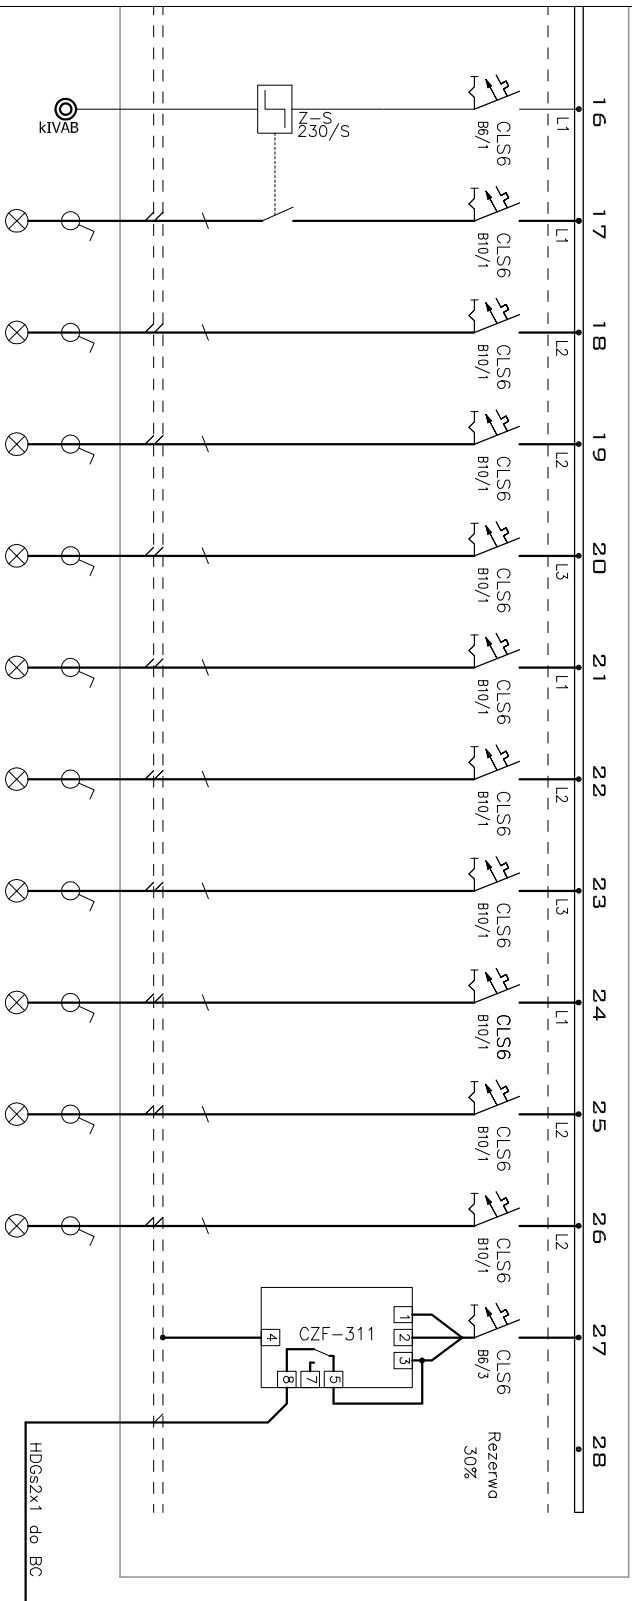 16
L1
CLS6
B6/1
Z-S
230/S
kIVAB
17
L1
CLS6
B10/1
18
L2
CLS6
B10/1
19
L2
CLS6
B10/1
20
L3
CLS6
B10/1
21
L1
CLS6
B10/1
22
L2
CLS6
B10/1
23
L3
CLS6
B10/1
24
L1
CLS6
B10/1
25
L2
CLS6
B10/1
26
L2
CLS6
B10/1
27
CLS6
B6/3
CZF-311
1
2
3
4
5
7
8
28
Rezerwa
30%
HDGs2x1 do BC